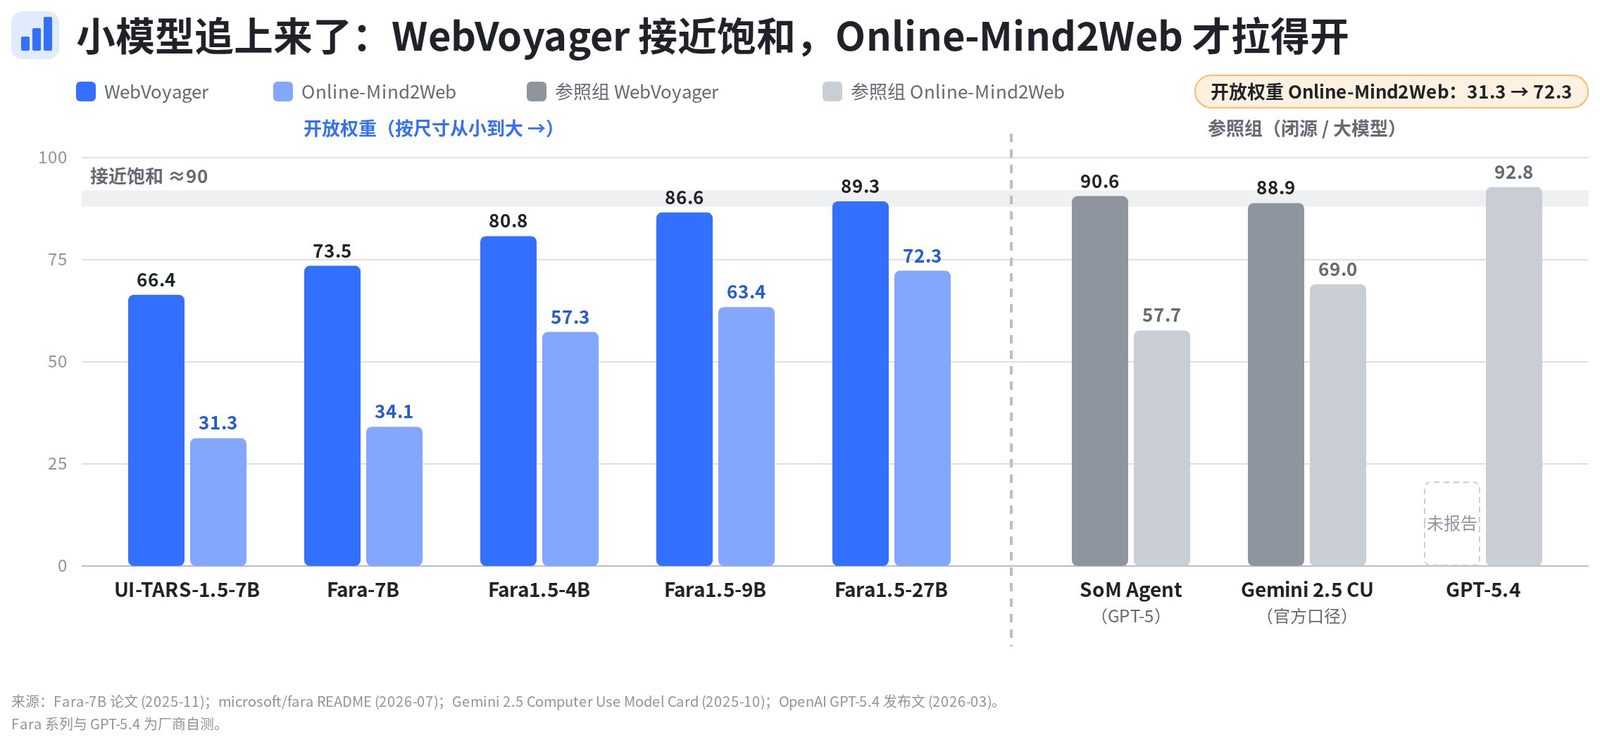 小模型追上来了：WebVoyager 接近饱和，Online-Mind2Web 才拉得开
WebVoyager
Online-Mind2Web
参照组 WebVoyager
参照组 Online-Mind2Web
开放权重 Online-Mind2Web：31.3 → 72.3
开放权重（按尺寸从小到大 →）
参照组（闭源 / 大模型）
100
75
50
25
0
接近饱和 ≈90
66.4
31.3
73.5
34.1
80.8
57.3
86.6
63.4
89.3
72.3
90.6
57.7
88.9
69.0
未报告
92.8
UI-TARS-1.5-7B
Fara-7B
Fara1.5-4B
Fara1.5-9B
Fara1.5-27B
SoM Agent
（GPT-5）
Gemini 2.5 CU
（官方口径）
GPT-5.4
来源：Fara-7B 论文 (2025-11)；microsoft/fara README (2026-07)；Gemini 2.5 Computer Use Model Card (2025-10)；OpenAI GPT-5.4 发布文 (2026-03)。
Fara 系列与 GPT-5.4 为厂商自测。